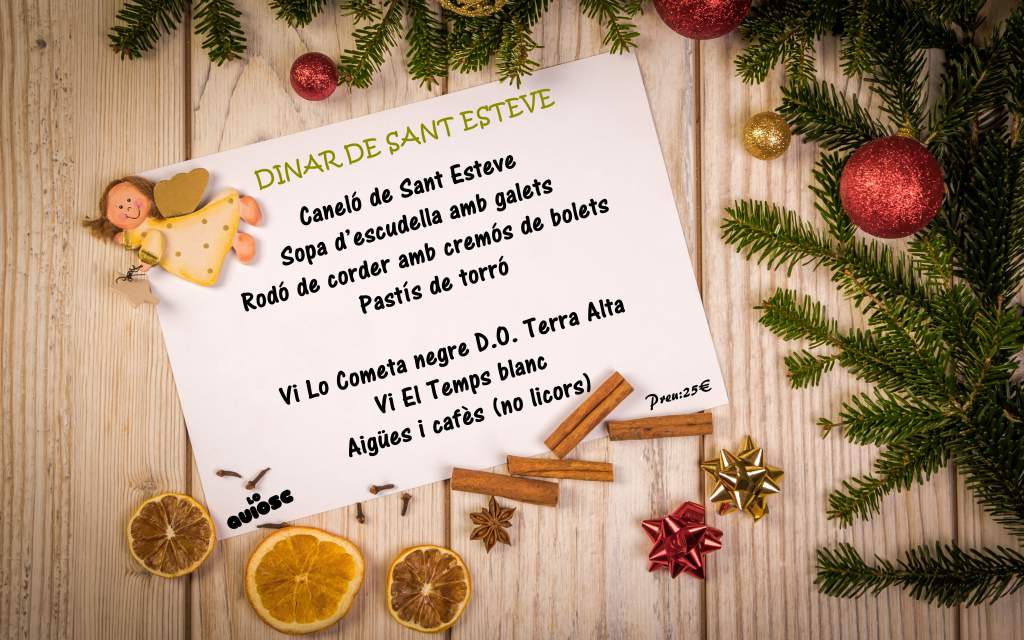 DINAR DE SANT ESTEVE
Caneló de Sant Esteve
Sopa d'escudella amb galets
Rodó de corder amb cremós de bolets
Pastís de torró
Vi Lo Cometa negre D.O. Terra Alta
Vi El Temps blanc
Aigües i cafès (no licors)
Preu:25€
LO
QUIOSC